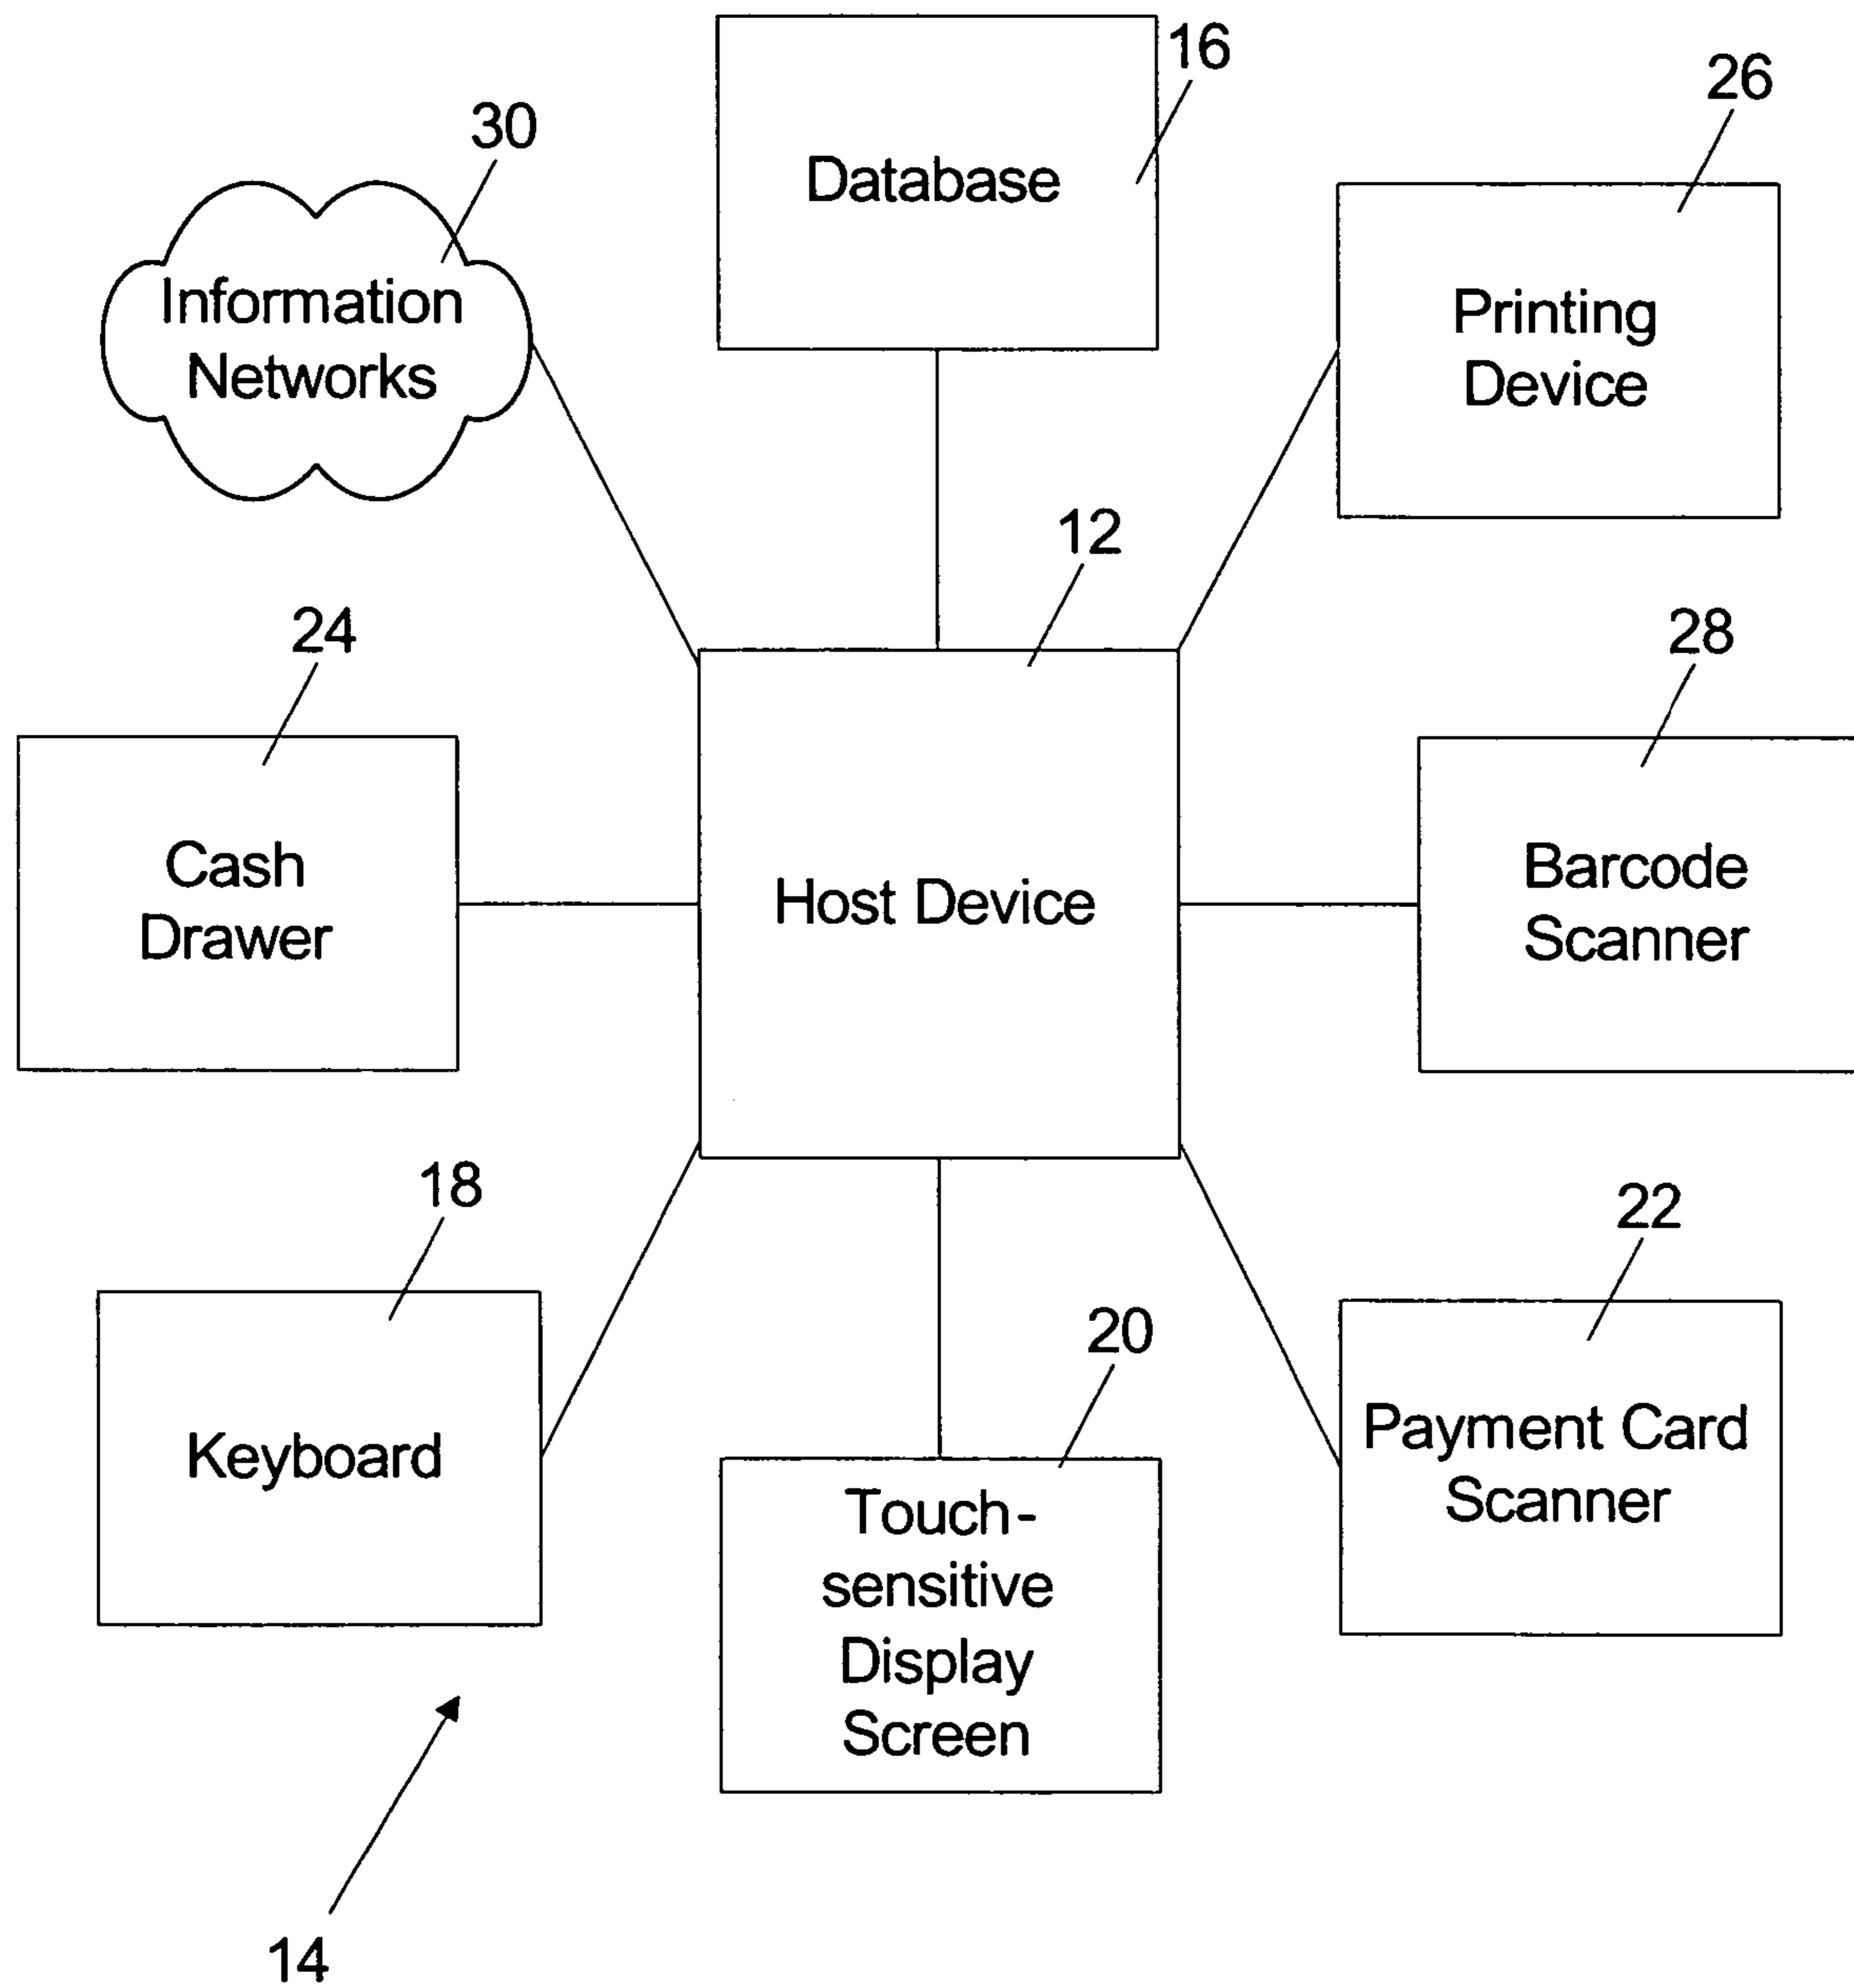 16
26
30
Database
Information
Networks
Printing
Device
12
24
28
Cash
Drawer
Host Device
Barcode
Scanner
18
22
20
Keyboard
Payment Card
Scanner
Touch-
sensitive
Display
Screen
14